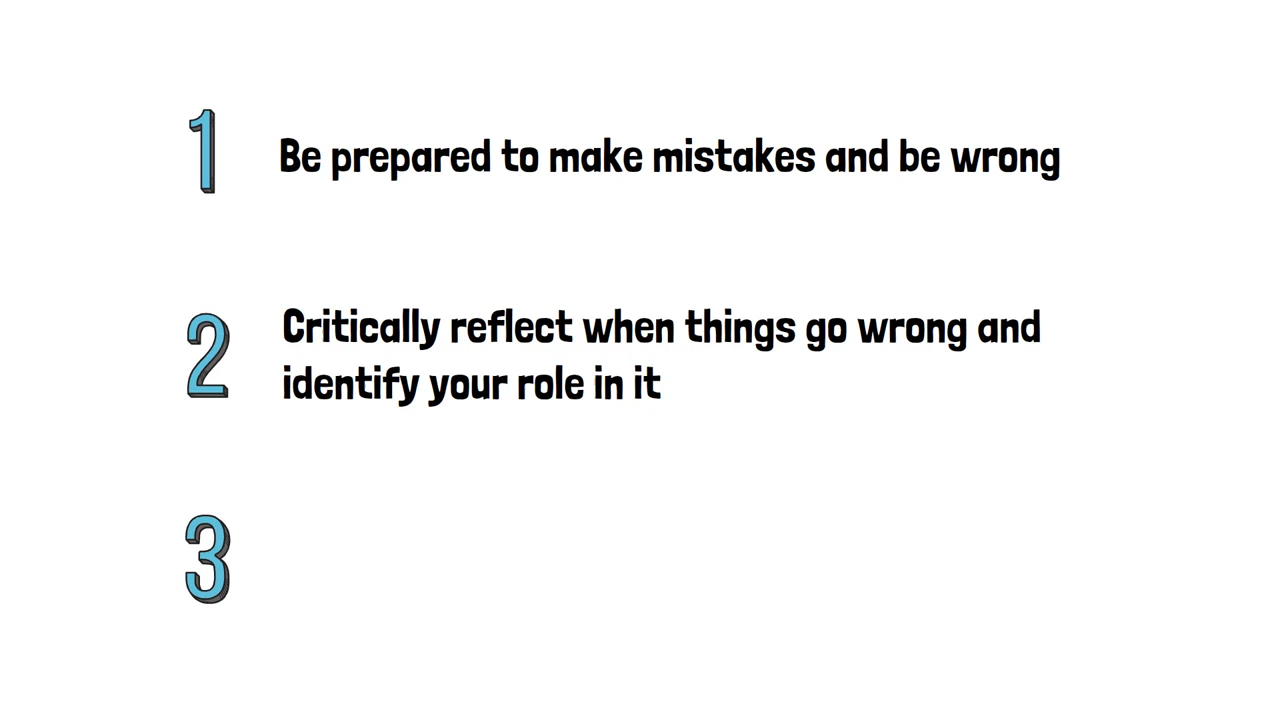 1 Be prepared to make mistakes and be wrong
2 Critically reflect when things go wrong and
identify your role in it
3